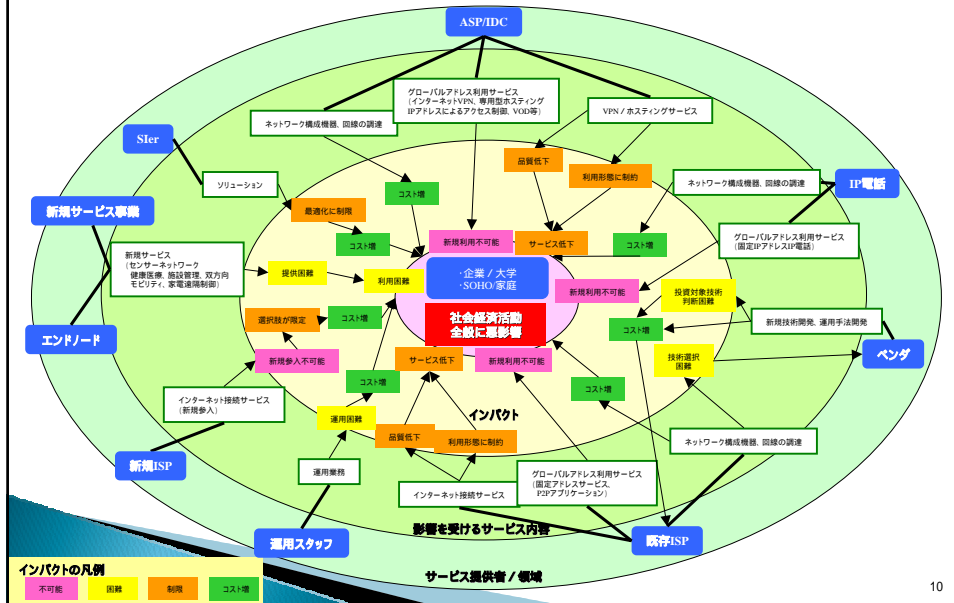 ASP/IDC
グローバルアドレス利用サービス
(インターネットVPN、専用型ホスティング
IPアドレスによるアクセス制御、VOD等)
ネットワーク構成機器、回線の調達
VPN / ホスティングサービス
SIer
品質低下
利用形態に制約
ソリューション
コスト増
ネットワーク構成機器、回線の調達
IP電話
新規サービス事業
最適化に制限
コスト増
新規利用不可能
サービス低下
コスト増
グローバルアドレス利用サービス
(固定IPアドレスIP電話)
新規サービス
(センサーネットワーク
健康医療、施設管理、双方向
モビリティ、家電遠隔制御)
提供困難
利用困難
・企業 / 大学
・SOHO/家庭
新規利用不可能
投資対象技術
判断困難
選択肢が限定
コスト増
社会経済活動
全般に悪影響
コスト増
新規技術開発、運用手法開発
エンドノード
新規参入不可能
サービス低下
新規利用不可能
技術選択
困難
ベンダ
コスト増
コスト増
インターネット接続サービス
(新規参入)
運用困難
インパクト
品質低下
利用形態に制約
ネットワーク構成機器、回線の調達
新規ISP
運用業務
グローバルアドレス利用サービス
(固定アドレスサービス、
P2Pアプリケーション)
インターネット接続サービス
影響を受けるサービス内容
運用スタッフ
既存ISP
サービス提供者 / 領域
インパクトの凡例
不可能
困難
制限
コスト増
10